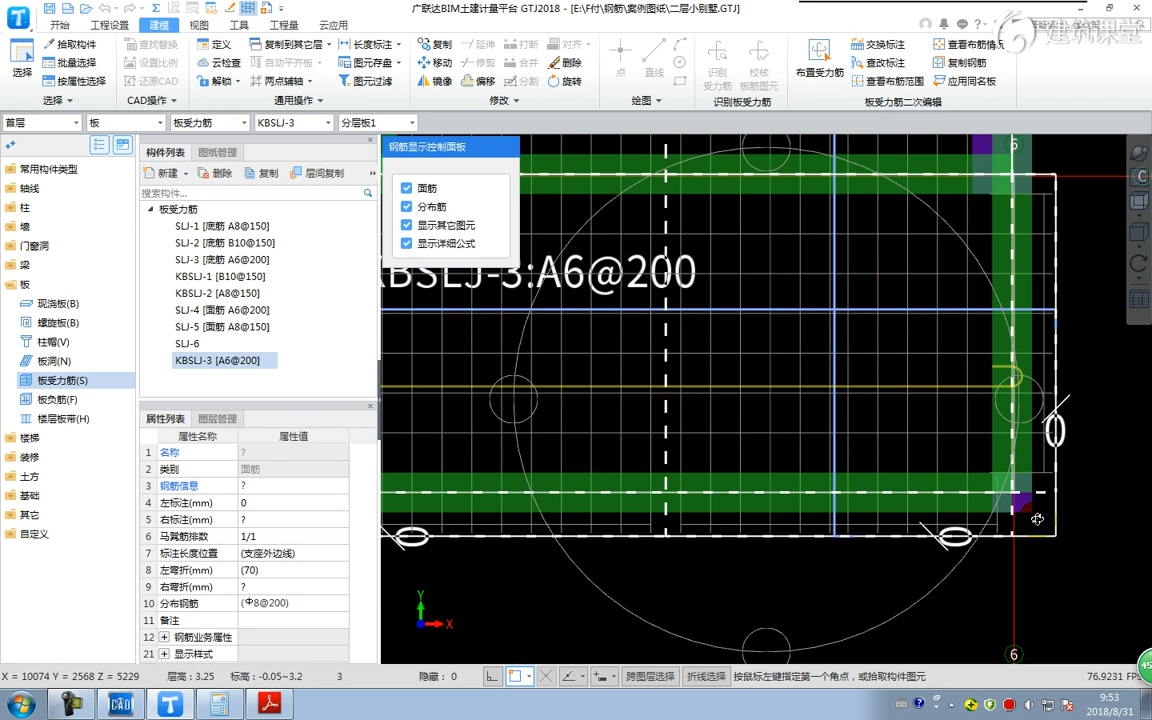 广联达BIM土建计量平台 GTJ2018 - [E:\F付\钢筋\案例图纸\二层小别墅.GTJ]
开始 工程设置 建模 视图 工具 工程量 云应用
建筑课堂
选择 拾取构件 批量选择 按属性选择
查找替换 设置比例 还原CAD
定义 云检查 解锁
复制到其它层 自动平齐板 两点辅轴
长度标注 图元存盘 图元过滤
复制 移动 镜像
延伸 修剪 偏移
打断 合并 分割
对齐 删除 旋转
点 直线
识别受力筋 校核板筋图元
布置受力筋
交换标注 查改标注 查看布筋范围
查看布筋情况 复制钢筋 应用同名板
选择 CAD操作 通用操作 修改 绘图 识别板受力筋 板受力筋二次编辑
首层 板 板受力筋 KBSLJ-3 分层板1
常用构件类型
轴线
柱
墙
门窗洞
梁
板
现浇板(B)
螺旋板(B)
柱帽(V)
板洞(N)
板受力筋(S)
板负筋(F)
楼层板带(H)
楼梯
装修
土方
基础
其它
自定义
构件列表 图纸管理
新建 删除 复制 层间复制
搜索构件...
板受力筋
SLJ-1 [底筋 A8@150]
SLJ-2 [底筋 B10@150]
SLJ-3 [底筋 A6@200]
KBSLJ-1 [B10@150]
KBSLJ-2 [A8@150]
SLJ-4 [面筋 A6@200]
SLJ-5 [面筋 A8@150]
SLJ-6
KBSLJ-3 [A6@200]
属性列表 图层管理
属性名称 属性值
1 名称 ?
2 类别 面筋
3 钢筋信息 ?
4 左标注(mm) 0
5 右标注(mm) ?
6 马凳筋排数 1/1
7 标注长度位置 (支座外边线)
8 左弯折(mm) (70)
9 右弯折(mm) ?
10 分布钢筋 (Φ8@200)
11 备注
12 钢筋业务属性
21 显示样式
钢筋显示控制面板
面筋
分布筋
显示其它图元
显示详细公式
KBSLJ-3:A6@200
6
0
0
0
Y
X
6
X = 10074 Y = 2568 Z = 5229 层高：3.25 标高：-0.05~3.2 3 隐藏：0 跨图层选择 折线选择 按鼠标左键指定第一个角点，或拾取构件图元 76.9231 FPS
9:53
2018/8/31